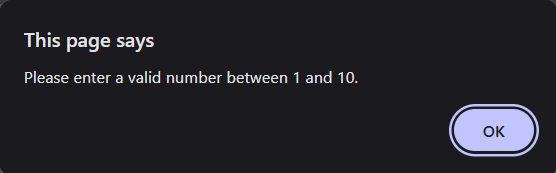 This page says
Please enter a valid number between 1 and 10.
OK